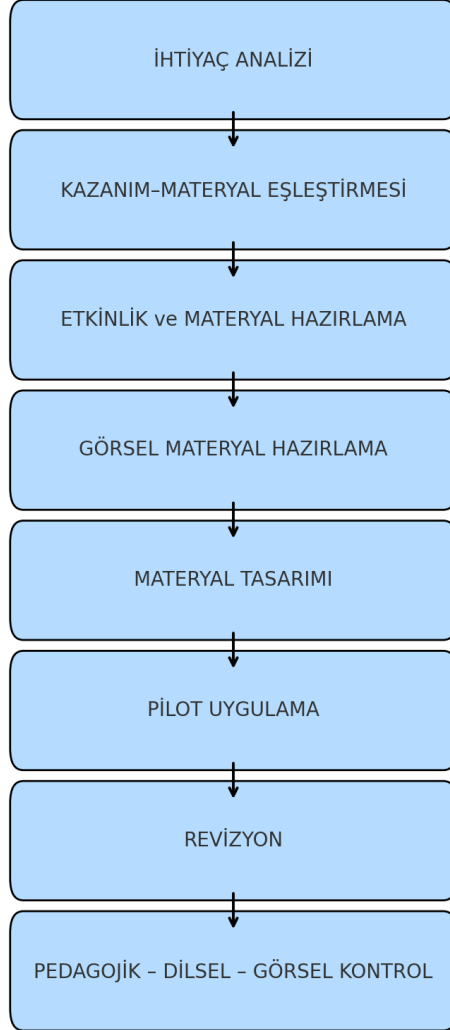 İHTİYAÇ ANALİZİ
KAZANIM–MATERYAL EŞLEŞTİRMESİ
ETKİNLİK ve MATERYAL HAZIRLAMA
GÖRSEL MATERYAL HAZIRLAMA
MATERYAL TASARIMI
PİLOT UYGULAMA
REVİZYON
PEDAGOJİK – DİLSEL – GÖRSEL KONTROL